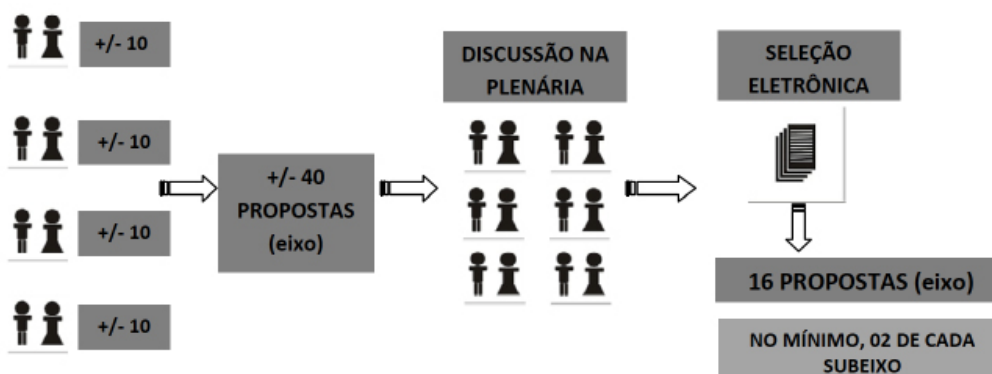 +/- 10
+/- 10
+/- 10
+/- 10
+/- 40
PROPOSTAS
(eixo)
DISCUSSÃO NA
PLENÁRIA
SELEÇÃO
ELETRÔNICA
16 PROPOSTAS (eixo)
NO MÍNIMO, 02 DE CADA
SUBEIXO